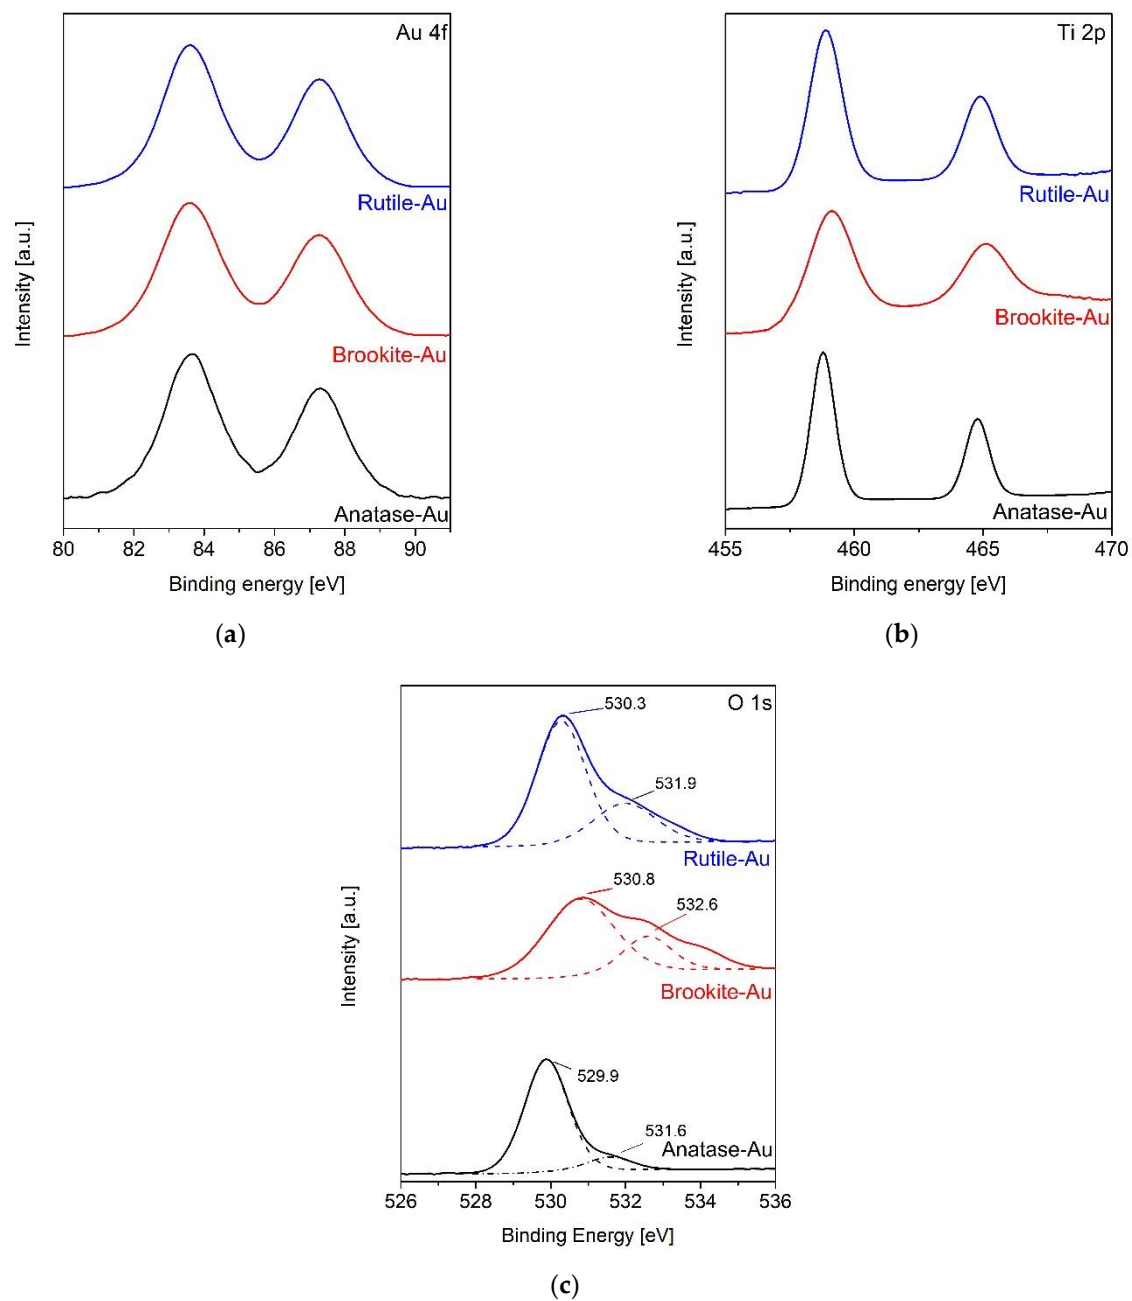 Au 4f
Rutile-Au
Brookite-Au
Anatase-Au
Intensity [a.u.]
80 82 84 86 88 90
Binding energy [eV]
(a)
Ti 2p
Rutile-Au
Brookite-Au
Anatase-Au
Intensity [a.u.]
455 460 465 470
Binding energy [eV]
(b)
O 1s
530.3
531.9
Rutile-Au
530.8
532.6
Brookite-Au
529.9
531.6
Anatase-Au
Intensity [a.u.]
526 528 530 532 534 536
Binding Energy [eV]
(c)